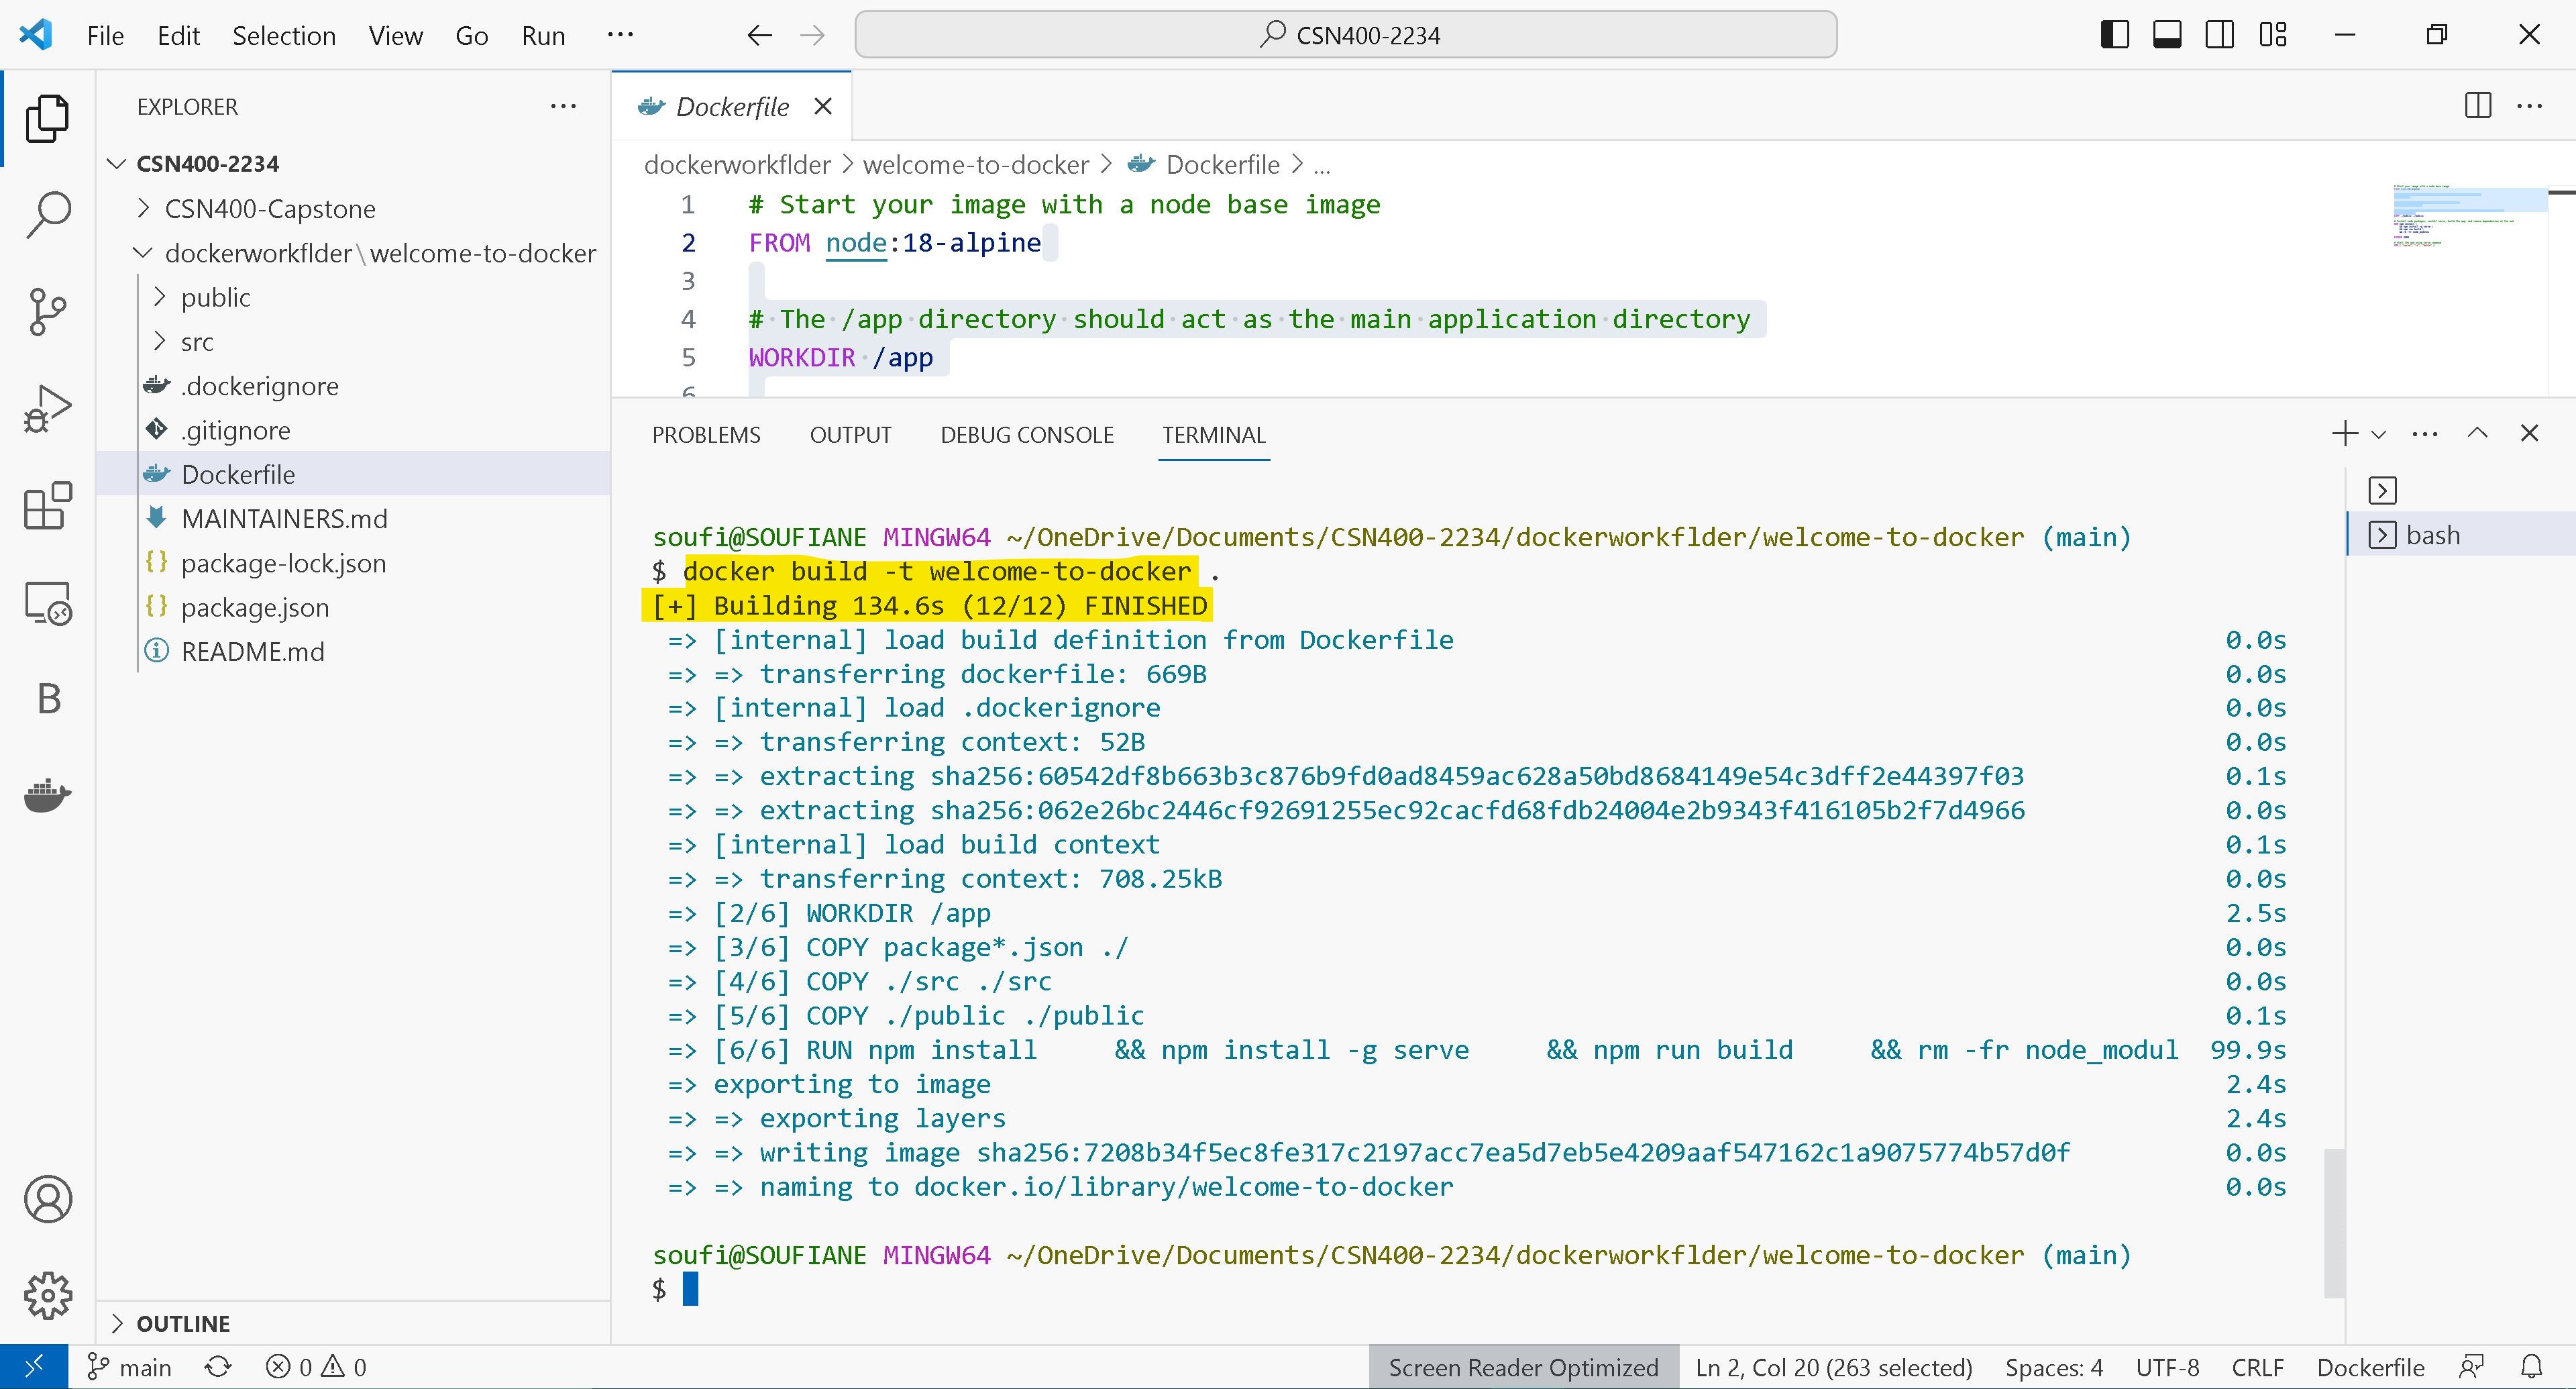 File Edit Selection View Go Run ... CSN400-2234
EXPLORER
CSN400-2234
CSN400-Capstone
dockerworkflder\welcome-to-docker
public
src
.dockerignore
.gitignore
Dockerfile
MAINTAINERS.md
package-lock.json
package.json
README.md
B
OUTLINE
Dockerfile
dockerworkflder > welcome-to-docker > Dockerfile > ...
1 # Start your image with a node base image
2 FROM node:18-alpine
3
4 # The /app directory should act as the main application directory
5 WORKDIR /app
6
PROBLEMS OUTPUT DEBUG CONSOLE TERMINAL
bash
soufi@SOUFIANE MINGW64 ~/OneDrive/Documents/CSN400-2234/dockerworkflder/welcome-to-docker (main)
$ docker build -t welcome-to-docker .
[+] Building 134.6s (12/12) FINISHED
=> [internal] load build definition from Dockerfile 0.0s
=> => transferring dockerfile: 669B 0.0s
=> [internal] load .dockerignore 0.0s
=> => transferring context: 52B 0.0s
=> => extracting sha256:60542df8b663b3c876b9fd0ad8459ac628a50bd8684149e54c3dff2e44397f03 0.1s
=> => extracting sha256:062e26bc2446cf92691255ec92cacfd68fdb24004e2b9343f416105b2f7d4966 0.0s
=> [internal] load build context 0.1s
=> => transferring context: 708.25kB 0.0s
=> [2/6] WORKDIR /app 2.5s
=> [3/6] COPY package*.json ./ 0.0s
=> [4/6] COPY ./src ./src 0.0s
=> [5/6] COPY ./public ./public 0.1s
=> [6/6] RUN npm install && npm install -g serve && npm run build && rm -fr node_modul 99.9s
=> exporting to image 2.4s
=> => exporting layers 2.4s
=> => writing image sha256:7208b34f5ec8fe317c2197acc7ea5d7eb5e4209aaf547162c1a9075774b57d0f 0.0s
=> => naming to docker.io/library/welcome-to-docker 0.0s
soufi@SOUFIANE MINGW64 ~/OneDrive/Documents/CSN400-2234/dockerworkflder/welcome-to-docker (main)
$
main 0 0 Screen Reader Optimized Ln 2, Col 20 (263 selected) Spaces: 4 UTF-8 CRLF Dockerfile